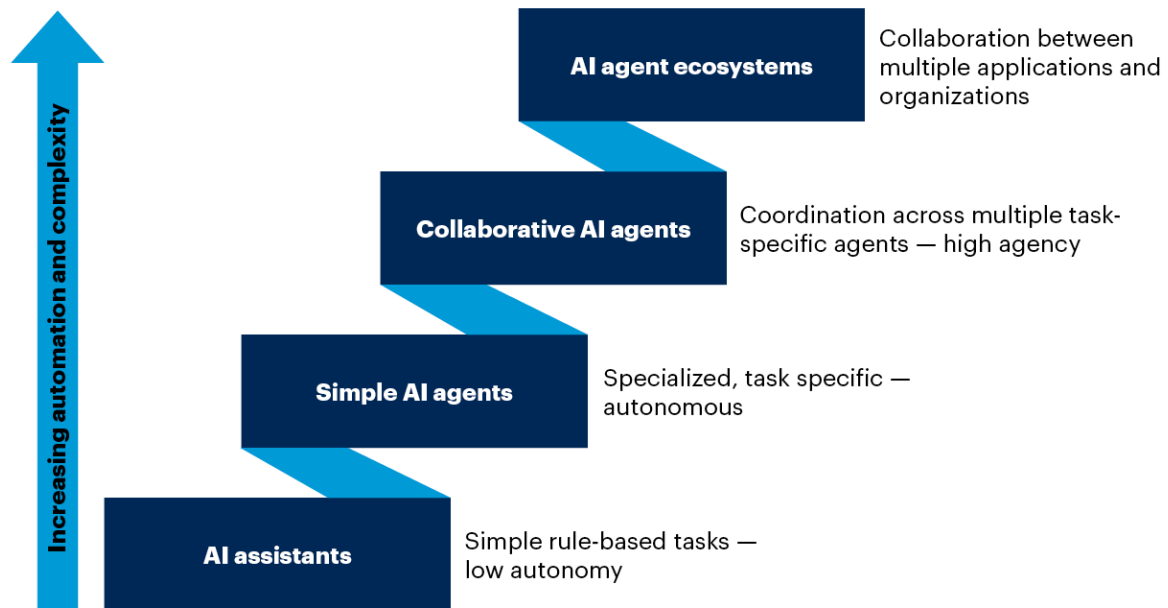 Increasing automation and complexity
AI agent ecosystems
Collaboration between
multiple applications and
organizations
Collaborative AI agents
Coordination across multiple task-
specific agents — high agency
Simple AI agents
Specialized, task specific —
autonomous
AI assistants
Simple rule-based tasks —
low autonomy